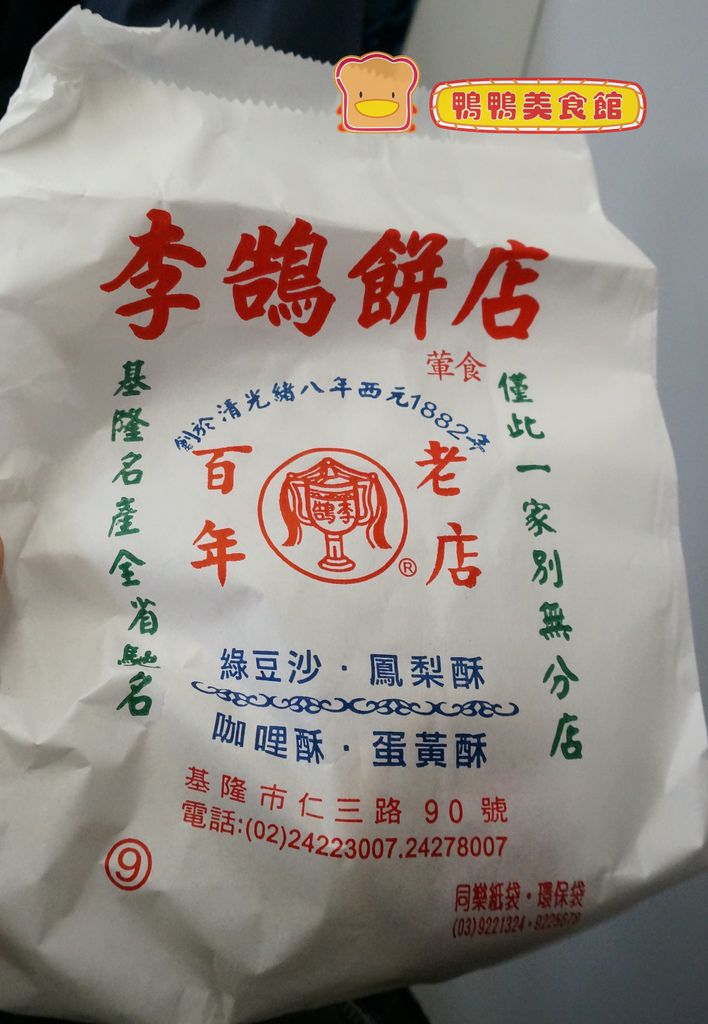 鴨鴨美食館
李鵠餅店
葷食
創於清光緒八年西元1882年
基隆名產全省馳名
百年
老店
僅此一家別無分店
李鵠
®
綠豆沙・鳳梨酥
咖哩酥・蛋黃酥
基隆市仁三路90號
電話:(02)24223007.24278007
9
同樂紙袋・環保袋
(03)9221324・9225678